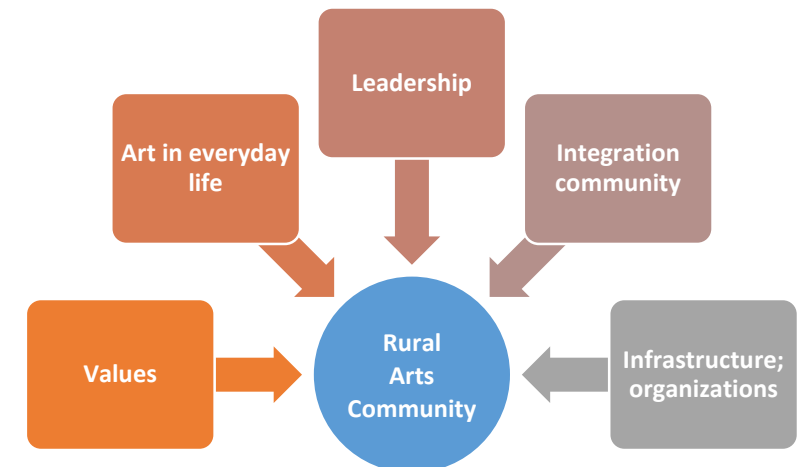 Leadership
Art in everyday
life
Integration
community
Values
Rural
Arts
Community
Infrastructure;
organizations